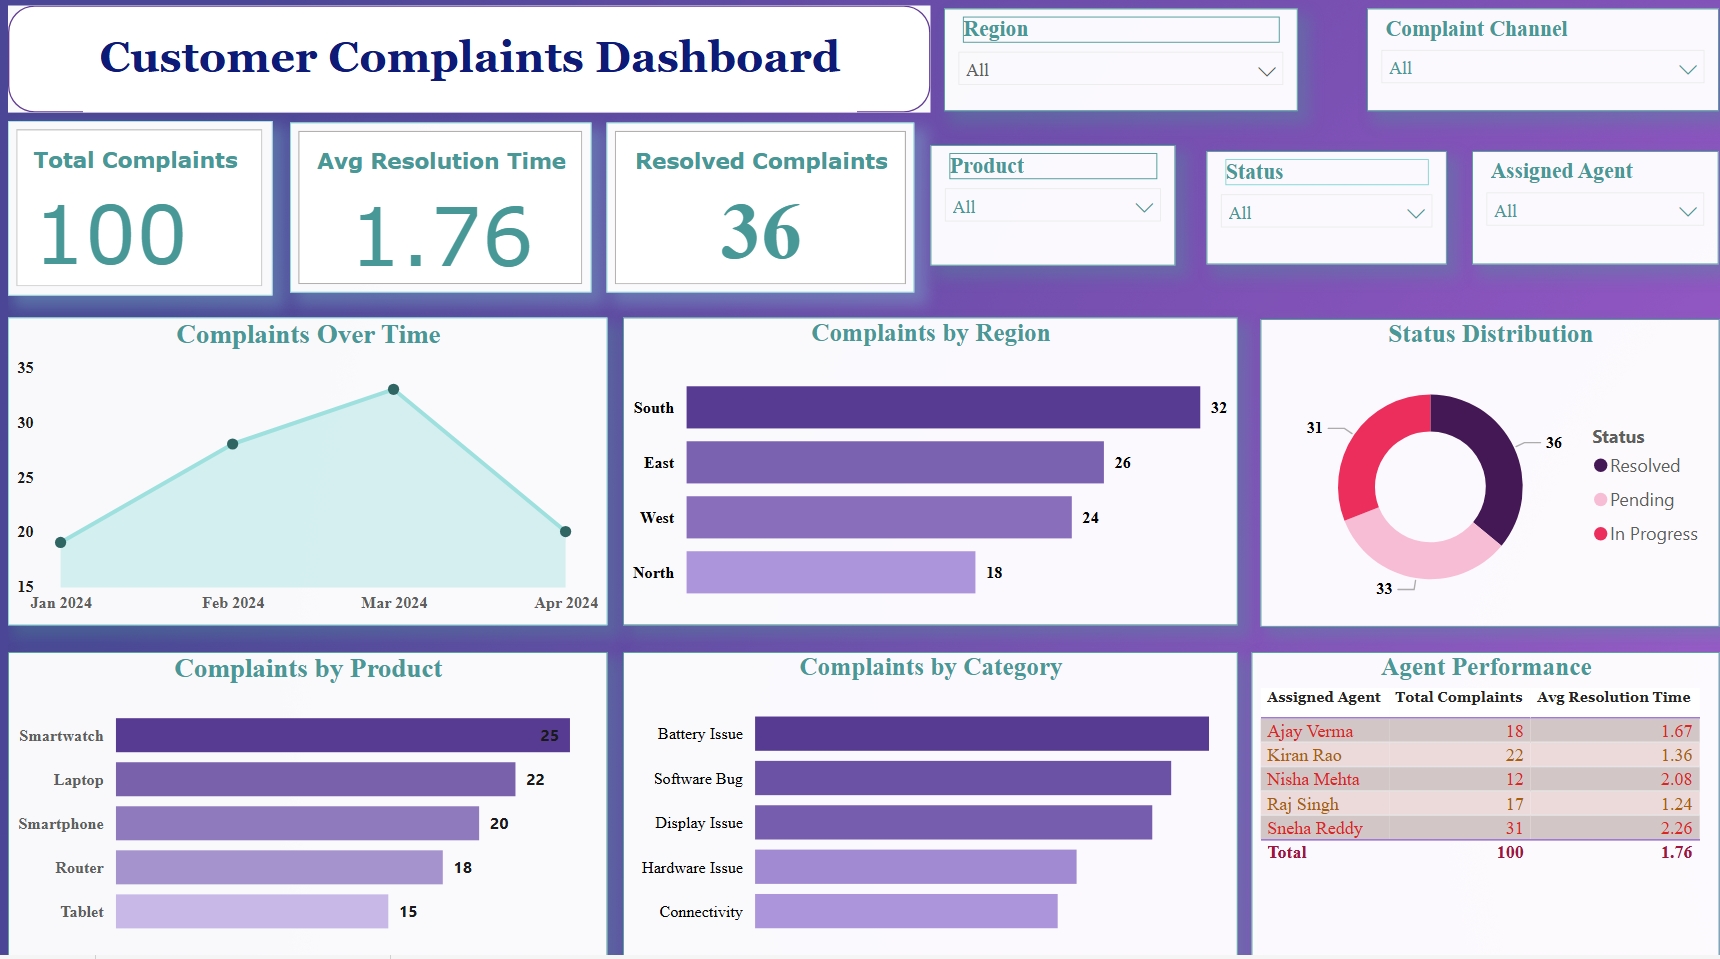 Customer Complaints Dashboard
Region
All
Complaint Channel
All
Total Complaints
100
Avg Resolution Time
1.76
Resolved Complaints
36
Product
All
Status
All
Assigned Agent
All
Complaints Over Time
35
30
25
20
15
Jan 2024 Feb 2024 Mar 2024 Apr 2024
Complaints by Region
South 32
East 26
West 24
North 18
Status Distribution
31
36
33
Status
Resolved
Pending
In Progress
Complaints by Product
Smartwatch 25
Laptop 22
Smartphone 20
Router 18
Tablet 15
Complaints by Category
Battery Issue
Software Bug
Display Issue
Hardware Issue
Connectivity
Agent Performance
Assigned Agent Total Complaints Avg Resolution Time
Ajay Verma 18 1.67
Kiran Rao 22 1.36
Nisha Mehta 12 2.08
Raj Singh 17 1.24
Sneha Reddy 31 2.26
Total 100 1.76